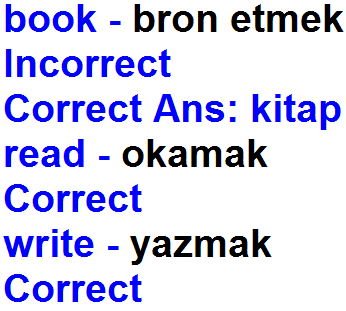 book - bron etmek
Incorrect
Correct Ans: kitap
read - okamak
Correct
write - yazmak
Correct